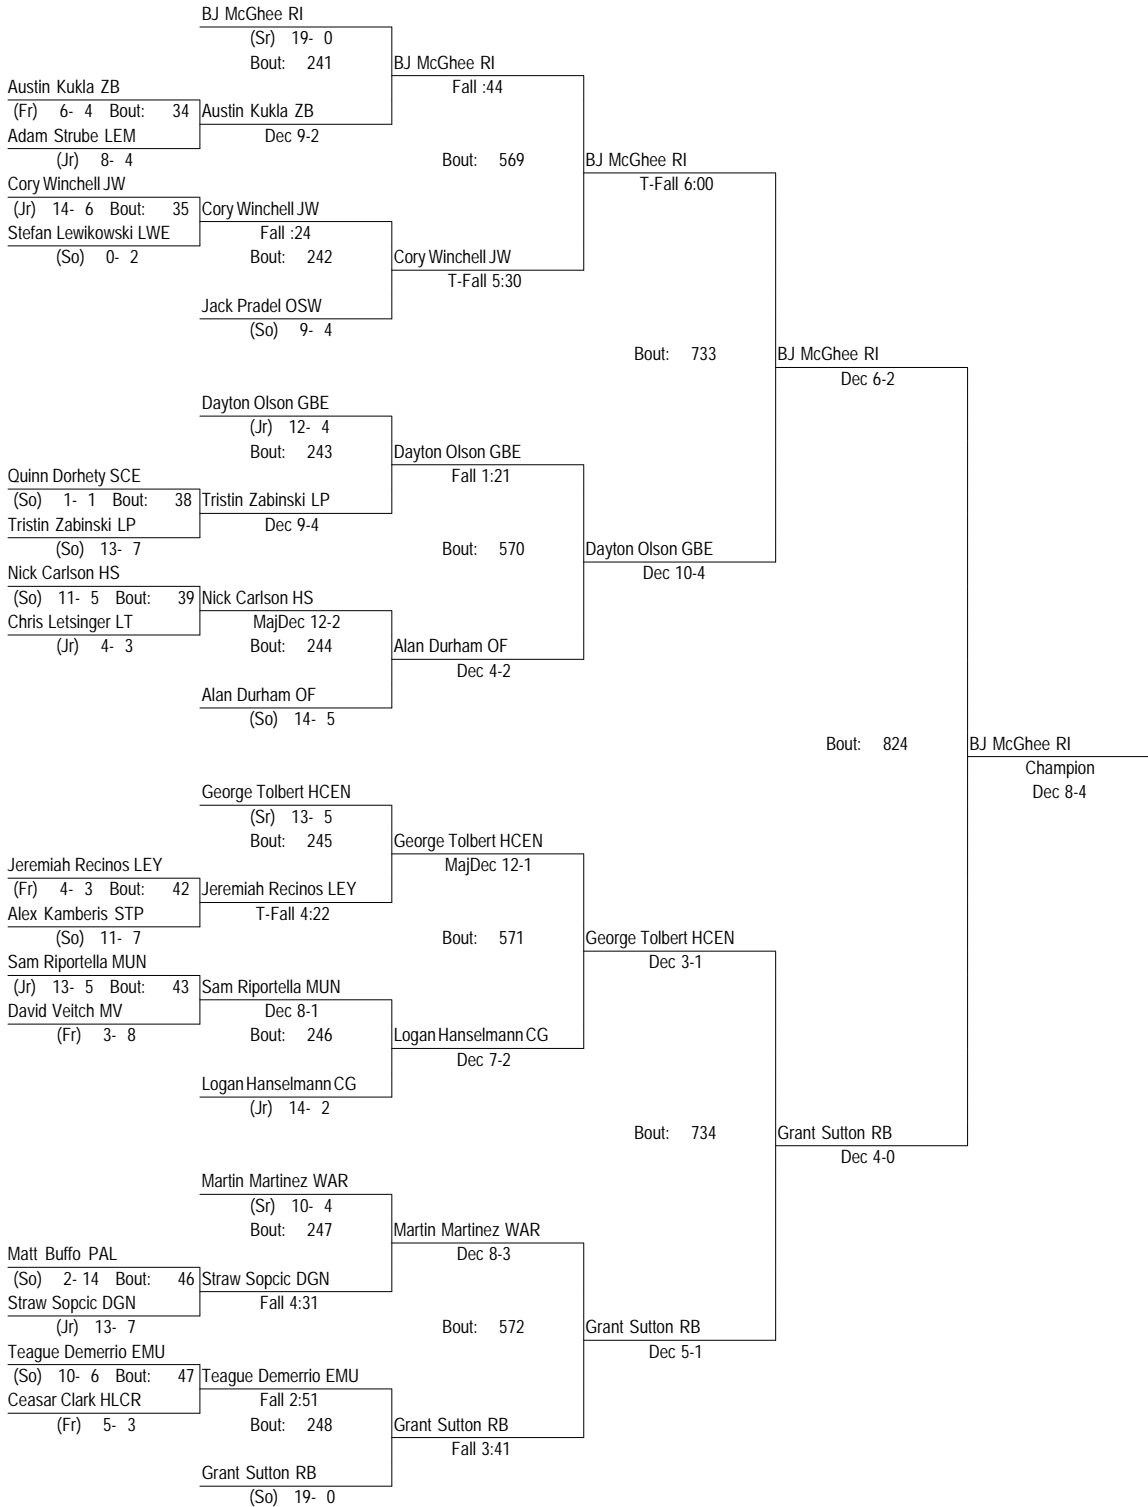 BJ McGhee RI
(Sr) 19- 0
Bout: 241
BJ McGhee RI
Fall :44
Austin Kukla ZB
(Fr) 6- 4 Bout: 34
Austin Kukla ZB
Adam Strube LEM
Dec 9-2
(Jr) 8- 4
Bout: 569
BJ McGhee RI
T-Fall 6:00
Cory Winchell JW
(Jr) 14- 6 Bout: 35
Cory Winchell JW
Stefan Lewikowski LWE
Fall :24
(So) 0- 2
Bout: 242
Cory Winchell JW
T-Fall 5:30
Jack Pradel OSW
(So) 9- 4
Bout: 733
BJ McGhee RI
Dec 6-2
Dayton Olson GBE
(Jr) 12- 4
Bout: 243
Dayton Olson GBE
Fall 1:21
Quinn Dorhety SCE
(So) 1- 1 Bout: 38
Tristin Zabinski LP
Tristin Zabinski LP
Dec 9-4
(So) 13- 7
Bout: 570
Dayton Olson GBE
Dec 10-4
Nick Carlson HS
(So) 11- 5 Bout: 39
Nick Carlson HS
Chris Letsinger LT
MajDec 12-2
(Jr) 4- 3
Bout: 244
Alan Durham OF
Dec 4-2
Alan Durham OF
(So) 14- 5
Bout: 824
BJ McGhee RI
Champion
Dec 8-4
George Tolbert HCEN
(Sr) 13- 5
Bout: 245
George Tolbert HCEN
MajDec 12-1
Jeremiah Recinos LEY
(Fr) 4- 3 Bout: 42
Jeremiah Recinos LEY
Alex Kamberis STP
T-Fall 4:22
(So) 11- 7
Bout: 571
George Tolbert HCEN
Dec 3-1
Sam Riportella MUN
(Jr) 13- 5 Bout: 43
Sam Riportella MUN
David Veitch MV
Dec 8-1
(Fr) 3- 8
Bout: 246
Logan Hanselmann CG
Dec 7-2
Logan Hanselmann CG
(Jr) 14- 2
Bout: 734
Grant Sutton RB
Dec 4-0
Martin Martinez WAR
(Sr) 10- 4
Bout: 247
Martin Martinez WAR
Dec 8-3
Matt Buffo PAL
(So) 2- 14 Bout: 46
Straw Sopcic DGN
Straw Sopcic DGN
Fall 4:31
(Jr) 13- 7
Bout: 572
Grant Sutton RB
Dec 5-1
Teague Demerrio EMU
(So) 10- 6 Bout: 47
Teague Demerrio EMU
Ceasar Clark HLCR
Fall 2:51
(Fr) 5- 3
Bout: 248
Grant Sutton RB
Fall 3:41
Grant Sutton RB
(So) 19- 0